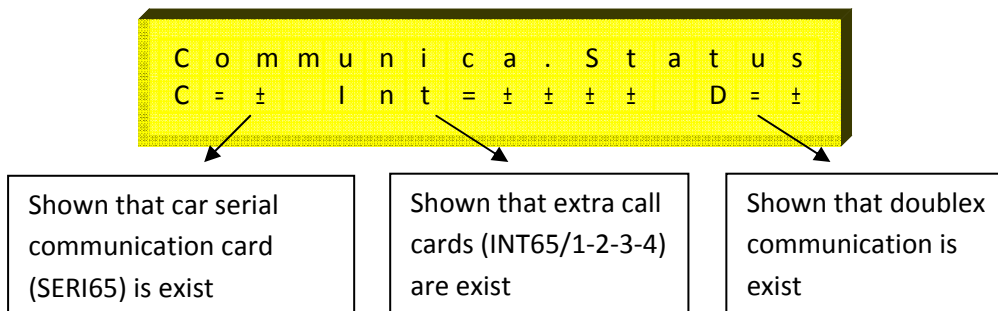 Communica.Status
C=± Int=±±±± D=±
Shown that car serial
communication card
(SERI65) is exist
Shown that extra call
cards (INT65/1-2-3-4)
are exist
Shown that doublex
communication is
exist